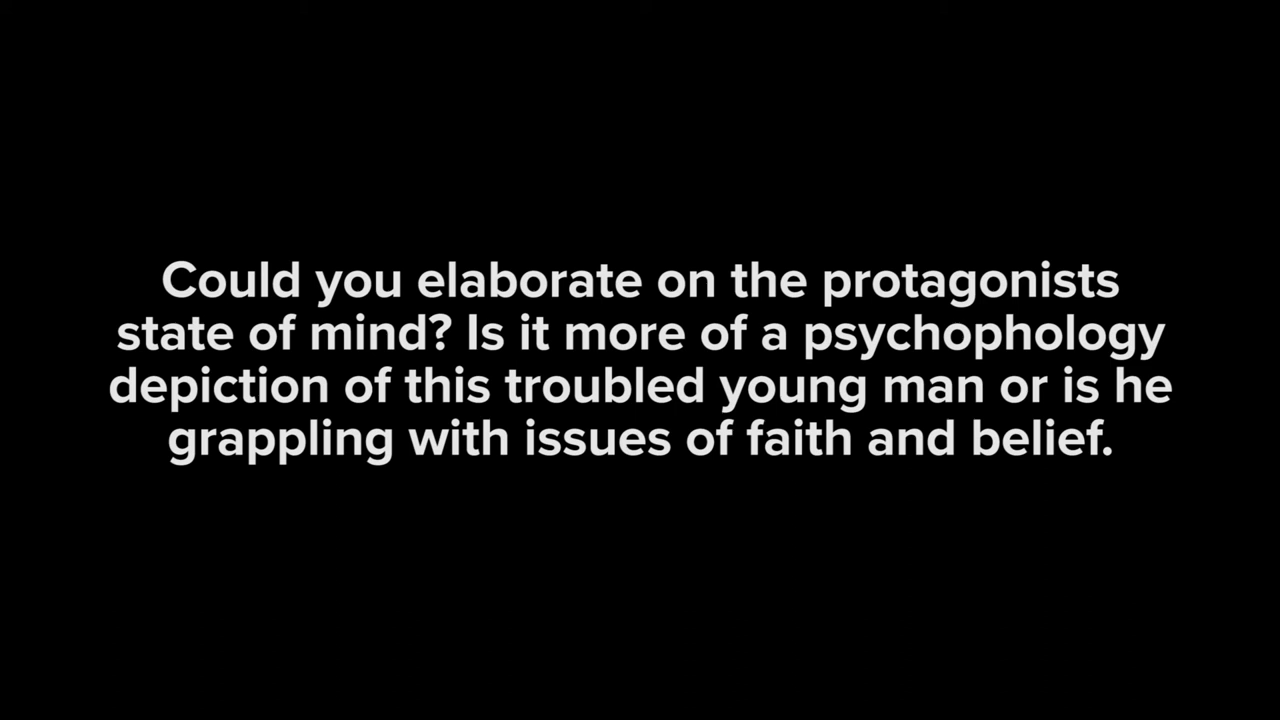 Could you elaborate on the protagonists
state of mind? Is it more of a psychophology
depiction of this troubled young man or is he
grappling with issues of faith and belief.